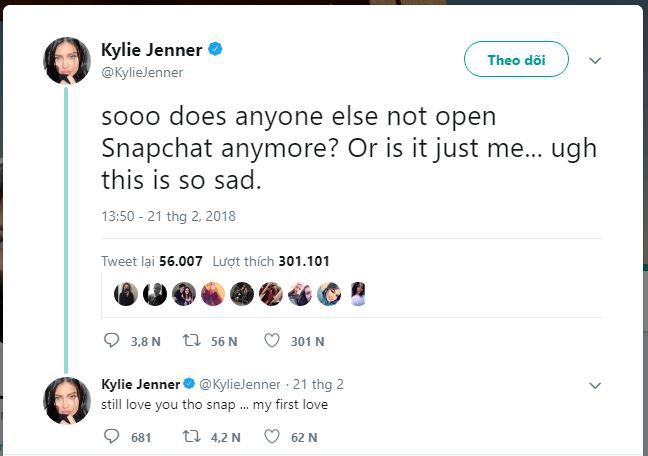 Kylie Jenner
@KylieJenner
Theo dõi
sooo does anyone else not open
Snapchat anymore? Or is it just me... ugh
this is so sad.
13:50 - 21 thg 2, 2018
Tweet lại 56.007 Lượt thích 301.101
3,8 N 56 N 301 N
Kylie Jenner @KylieJenner · 21 thg 2
still love you tho snap ... my first love
681 4,2 N 62 N